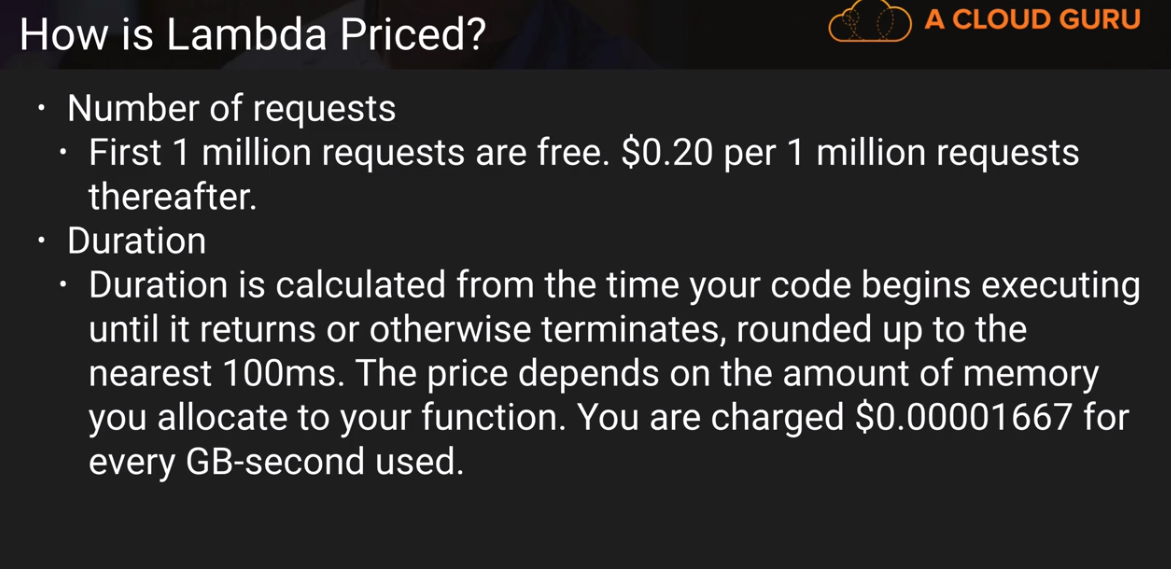 How is Lambda Priced?
A CLOUD GURU
• Number of requests
• First 1 million requests are free. $0.20 per 1 million requests
thereafter.
• Duration
• Duration is calculated from the time your code begins executing
until it returns or otherwise terminates, rounded up to the
nearest 100ms. The price depends on the amount of memory
you allocate to your function. You are charged $0.00001667 for
every GB-second used.